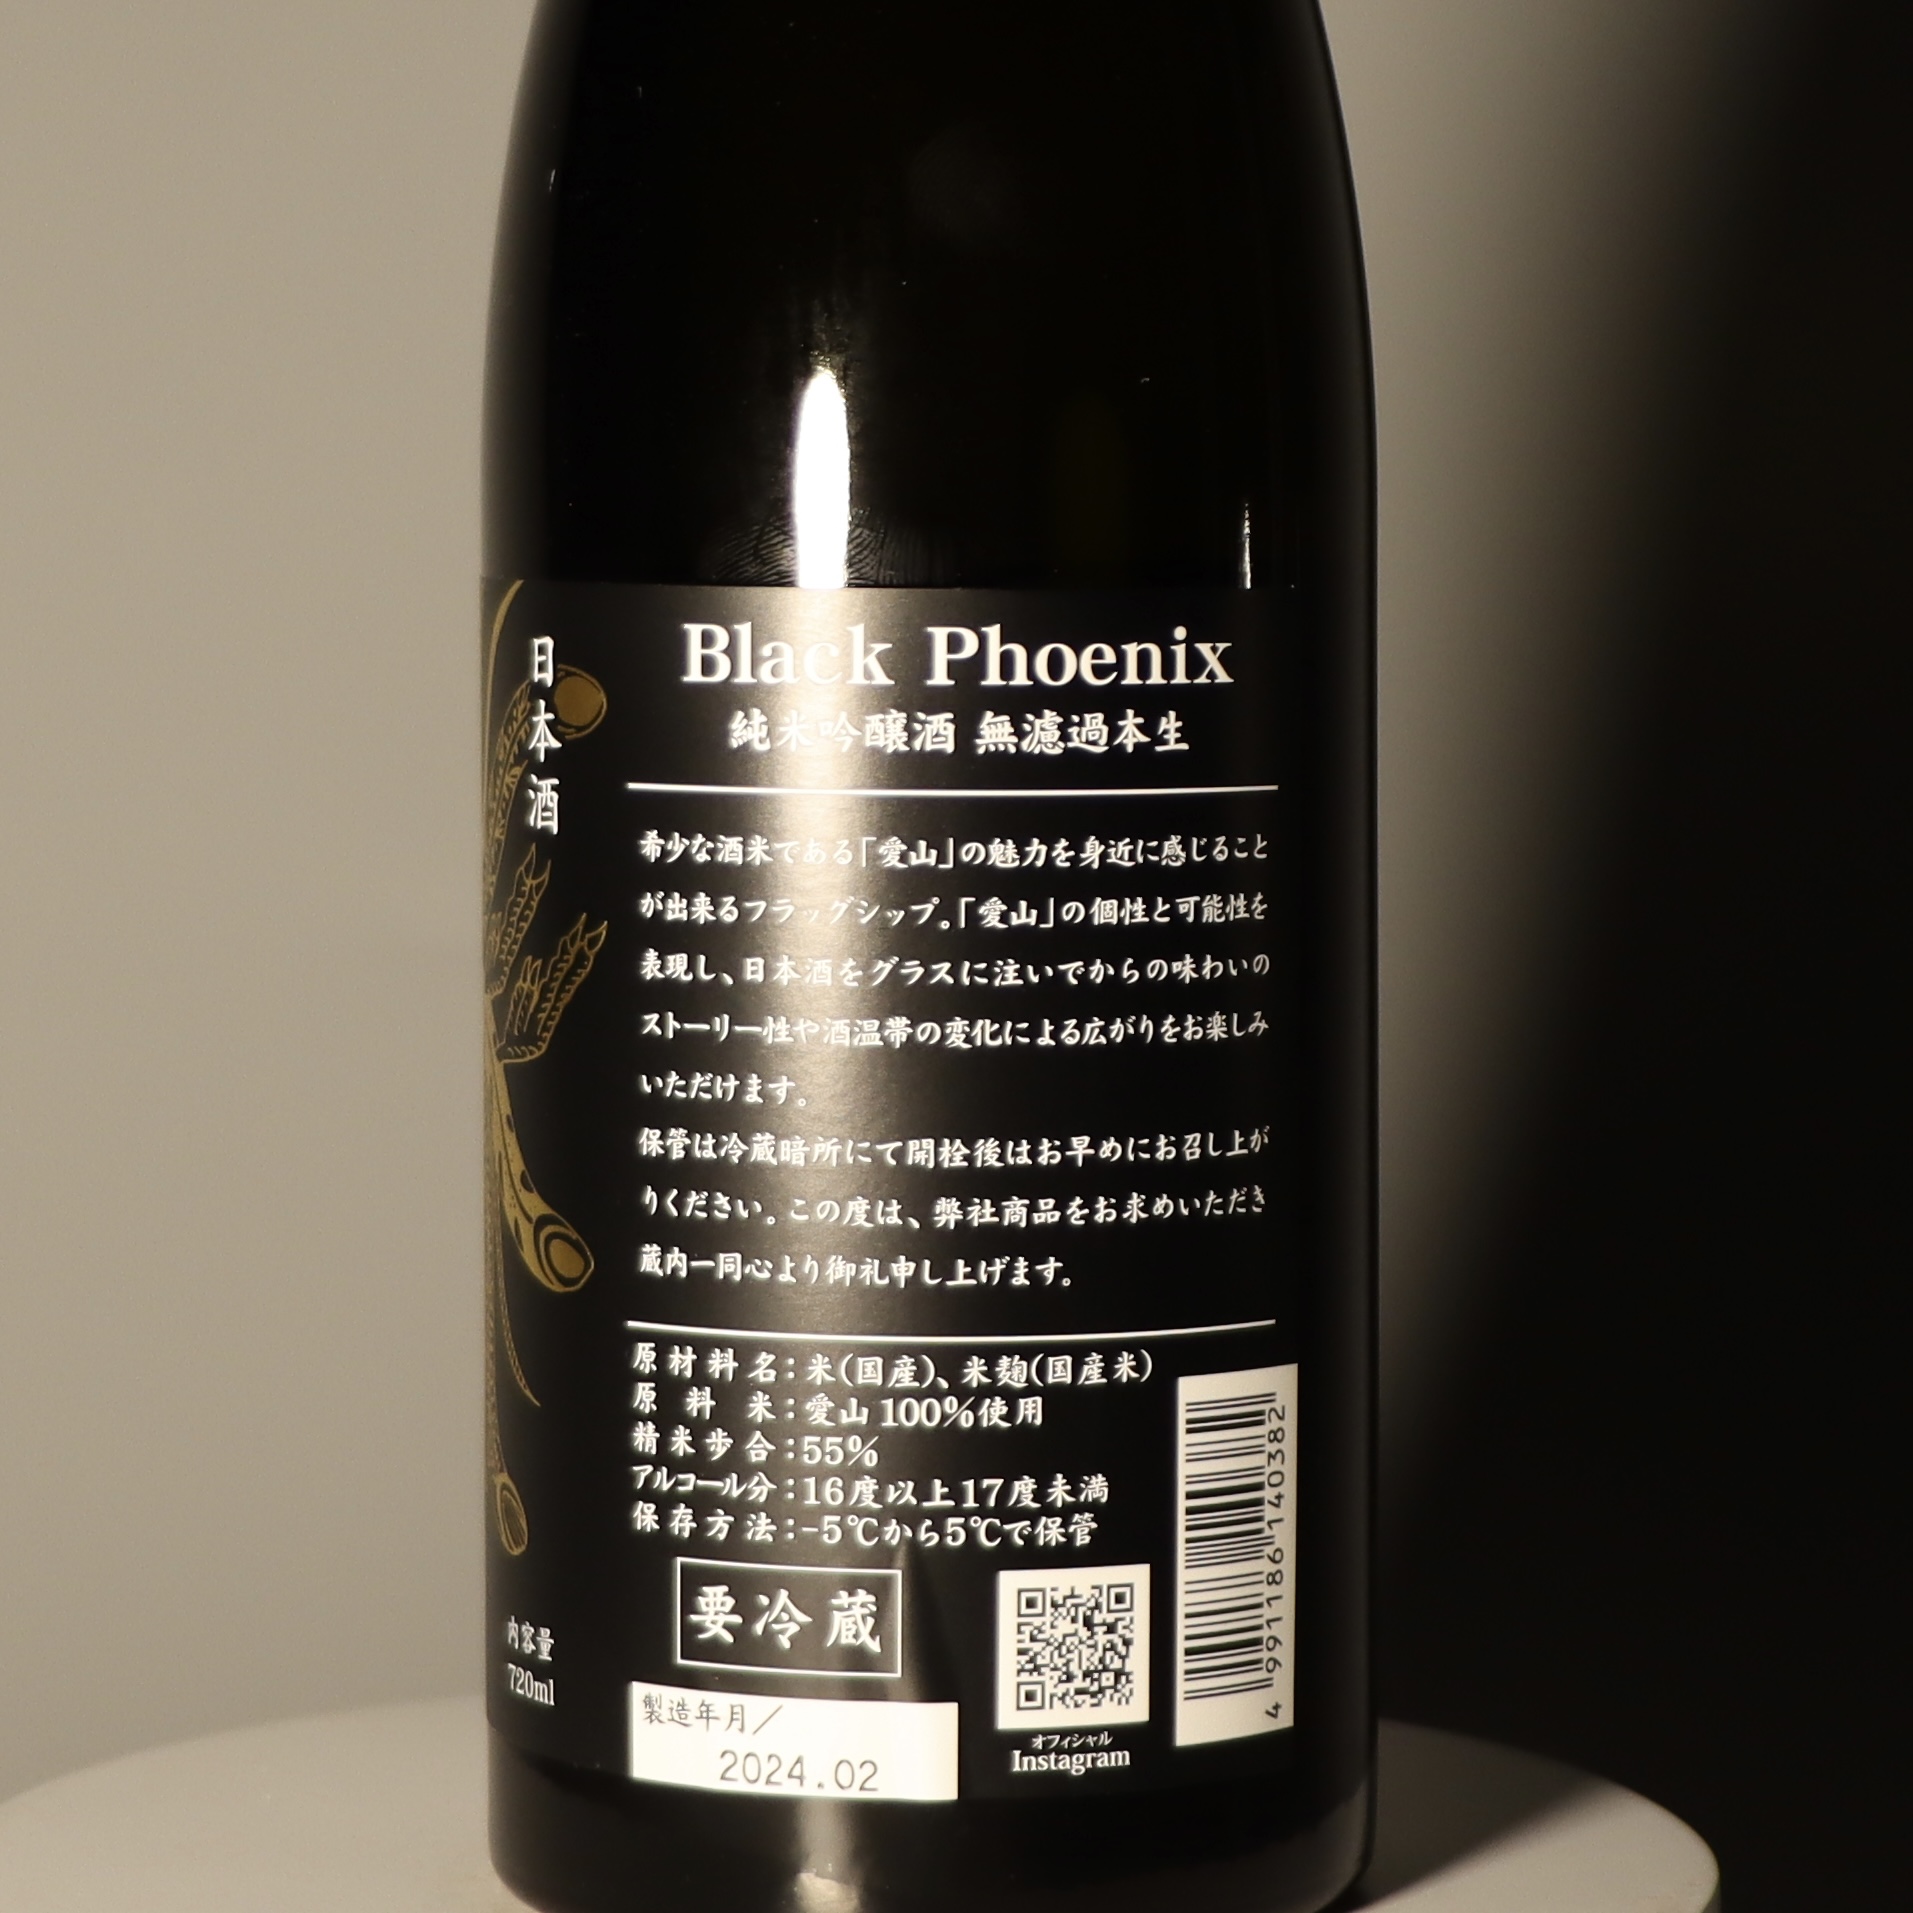 日本酒
内容量
720ml
Black Phoenix
純米吟醸酒 無濾過本生
希少な酒米である「愛山」の魅力を身近に感じること
が出来るフラッグシップ。「愛山」の個性と可能性を
表現し、日本酒をグラスに注いでからの味わいの
ストーリー性や酒温帯の変化による広がりをお楽しみ
いただけます。
保管は冷蔵暗所にて開栓後はお早めにお召し上が
りください。この度は、弊社商品をお求めいただき
蔵内一同心より御礼申し上げます。
原材料名：米(国産)、米麹(国産米)
原料米：愛山100%使用
精米歩合：55%
アルコール分：16度以上17度未満
保存方法：-5℃から5℃で保管
要冷蔵
製造年月／
2024.02
オフィシャル
Instagram
4991186140382